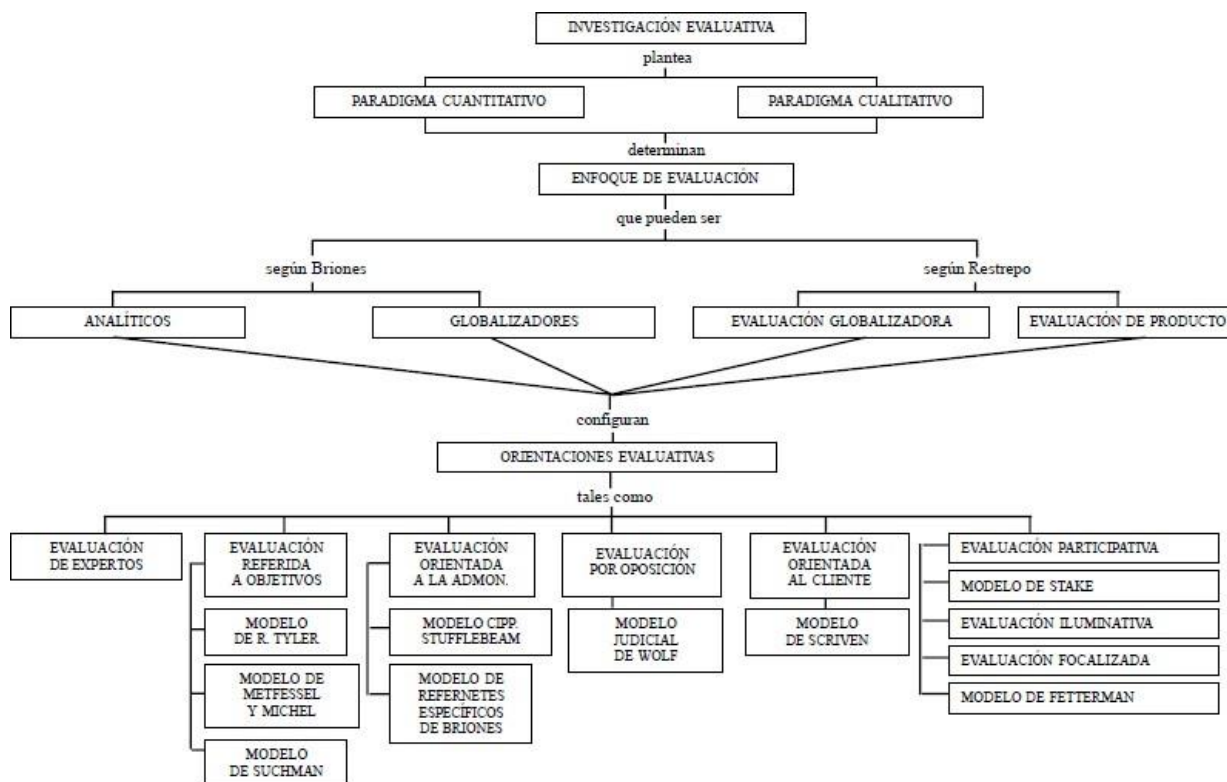 INVESTIGACIÓN EVALUATIVA
plantea
PARADIGMA CUANTITATIVO
PARADIGMA CUALITATIVO
determinan
ENFOQUE DE EVALUACIÓN
que pueden ser
según Briones
según Restrepo
ANALÍTICOS
GLOBALIZADORES
EVALUACIÓN GLOBALIZADORA
EVALUACIÓN DE PRODUCTO
configuran
ORIENTACIONES EVALUATIVAS
tales como
EVALUACIÓN
DE EXPERTOS
EVALUACIÓN
REFERIDA
A OBJETIVOS
MODELO
DE R. TYLER
MODELO DE
METFESSEL
Y MICHEL
MODELO
DE SUCHMAN
EVALUACIÓN
ORIENTADA
A LA ADMON.
MODELO CIPP.
STUFFLEBEAM
MODELO DE
REFERNETES
ESPECÍFICOS
DE BRIONES
EVALUACIÓN
POR OPOSICIÓN
MODELO
JUDICIAL
DE WOLF
EVALUACIÓN
ORIENTADA
AL CLIENTE
MODELO
DE SCRIVEN
EVALUACIÓN PARTICIPATIVA
MODELO DE STAKE
EVALUACIÓN ILUMINATIVA
EVALUACIÓN FOCALIZADA
MODELO DE FETTERMAN